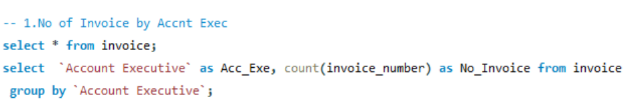 -- 1.No of Invoice by Accnt Exec
select * from invoice;
select  `Account Executive` as Acc_Exe, count(invoice_number) as No_Invoice from invoice
group by `Account Executive`;